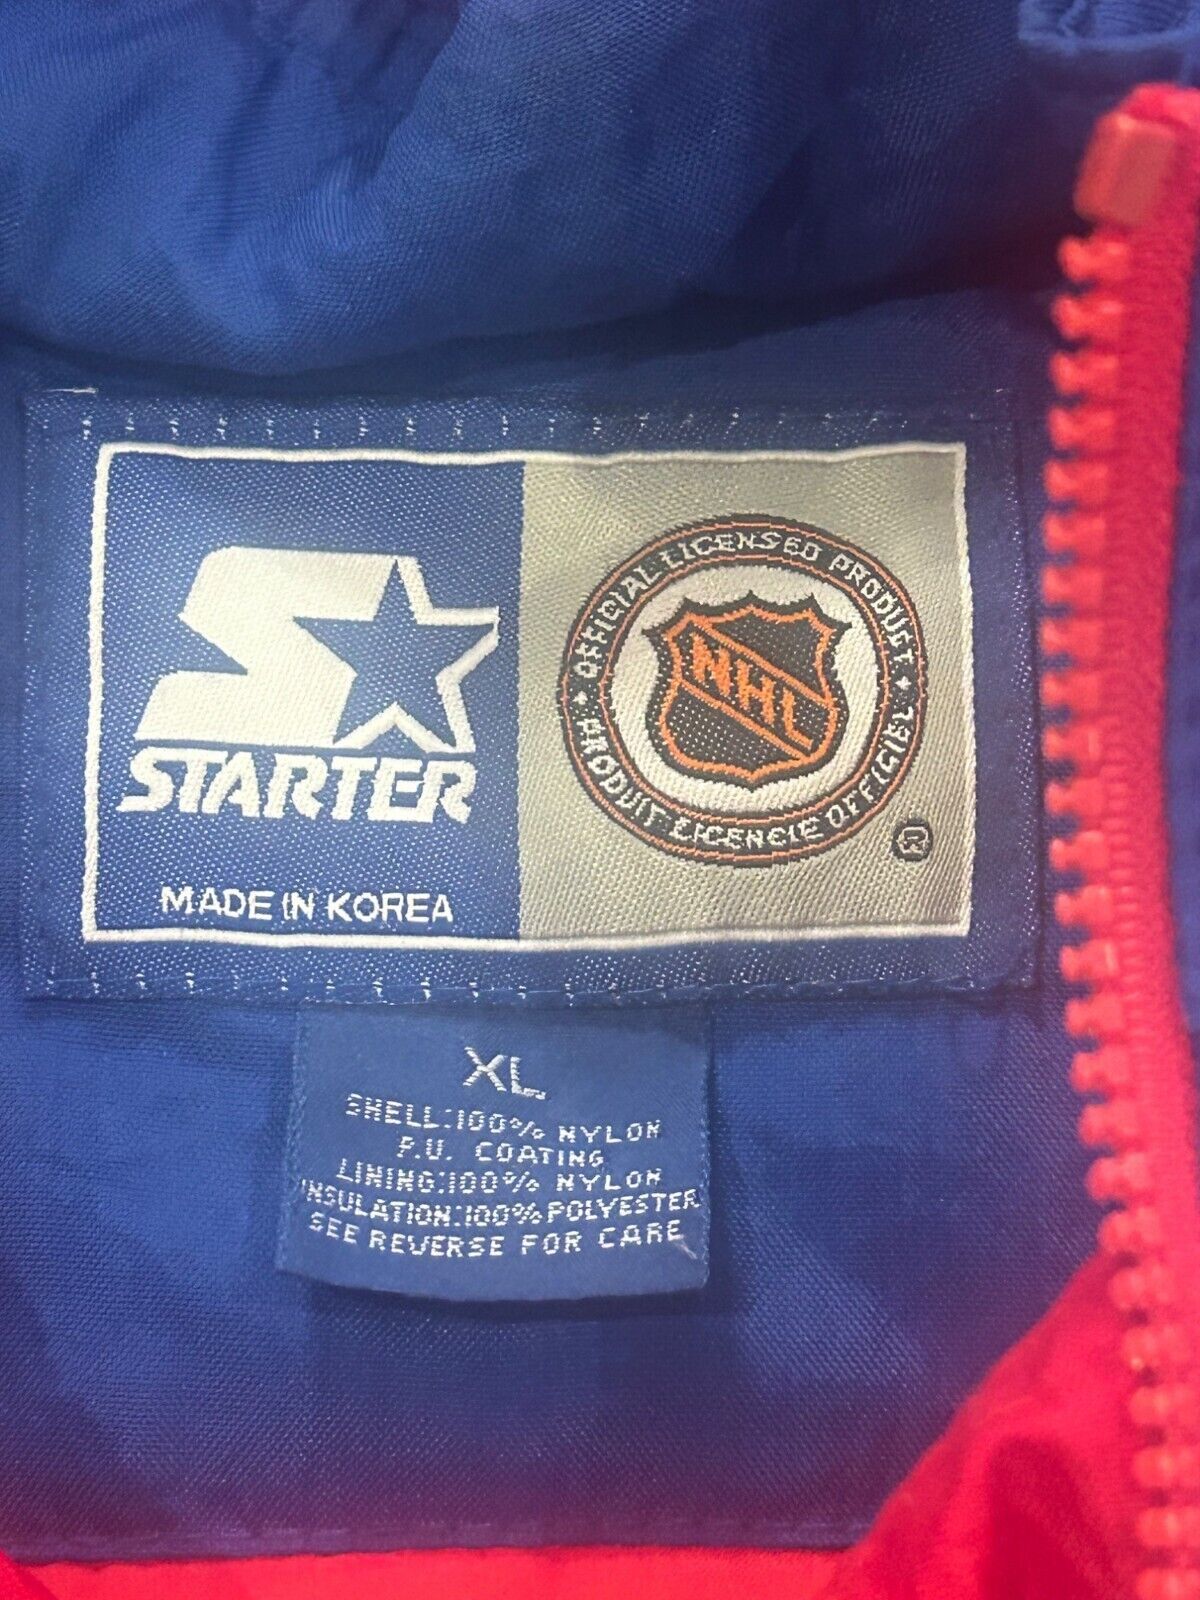 STARTER
MADE IN KOREA
OFFICIAL LICENSED PRODUCT
NHL
PRODUIT LICENCIE OFFICIEL
®
XL
SHELL:100% NYLON
P.U. COATING
LINING:100% NYLON
INSULATION:100% POLYESTER
SEE REVERSE FOR CARE